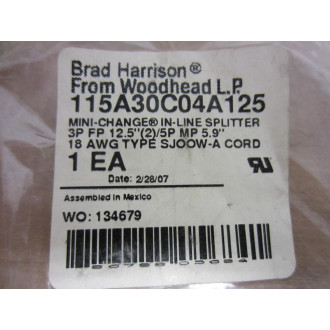 Brad Harrison®
From Woodhead L.P.
115A30C04A125
MINI-CHANGE® IN-LINE SPLITTER
3P FP 12.5"(2)/5P MP 5.9"
18 AWG TYPE SJOOW-A CORD
1 EA
Date: 2/28/07
Assembled in Mexico
WO: 134679